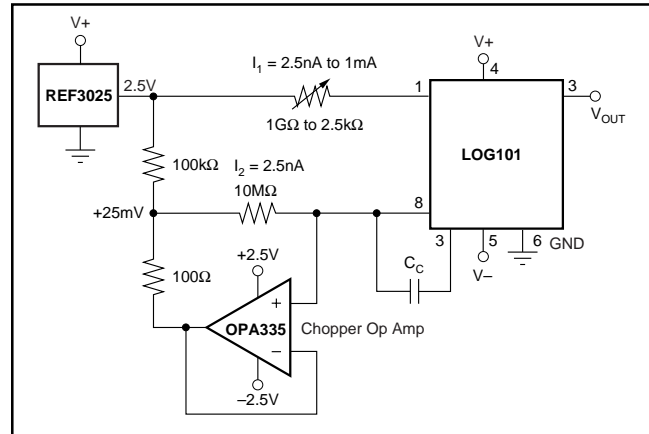 V+
V+
I1 = 2.5nA to 1mA
REF3025
2.5V
1
4
3
VOUT
1GΩ to 2.5kΩ
LOG101
100kΩ
I2 = 2.5nA
10MΩ
+25mV
8
3
5
6
GND
100Ω
+2.5V
CC
V–
+
OPA335
Chopper Op Amp
–
–2.5V